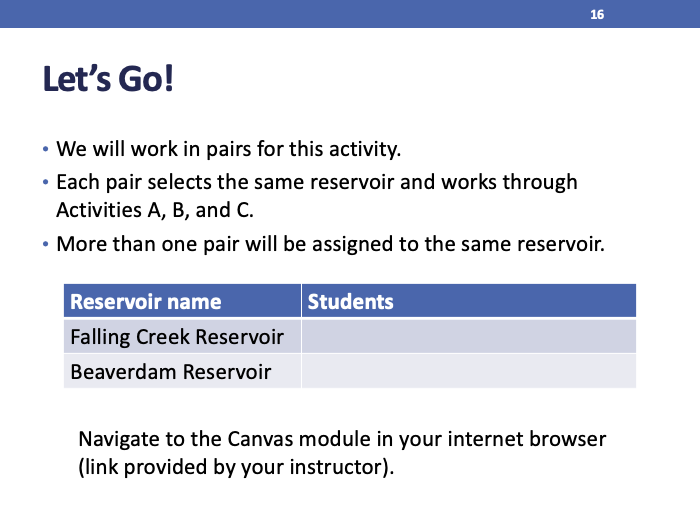 16
Let's Go!
• We will work in pairs for this activity.
• Each pair selects the same reservoir and works through
Activities A, B, and C.
• More than one pair will be assigned to the same reservoir.
Reservoir name Students
Falling Creek Reservoir
Beaverdam Reservoir
Navigate to the Canvas module in your internet browser
(link provided by your instructor).